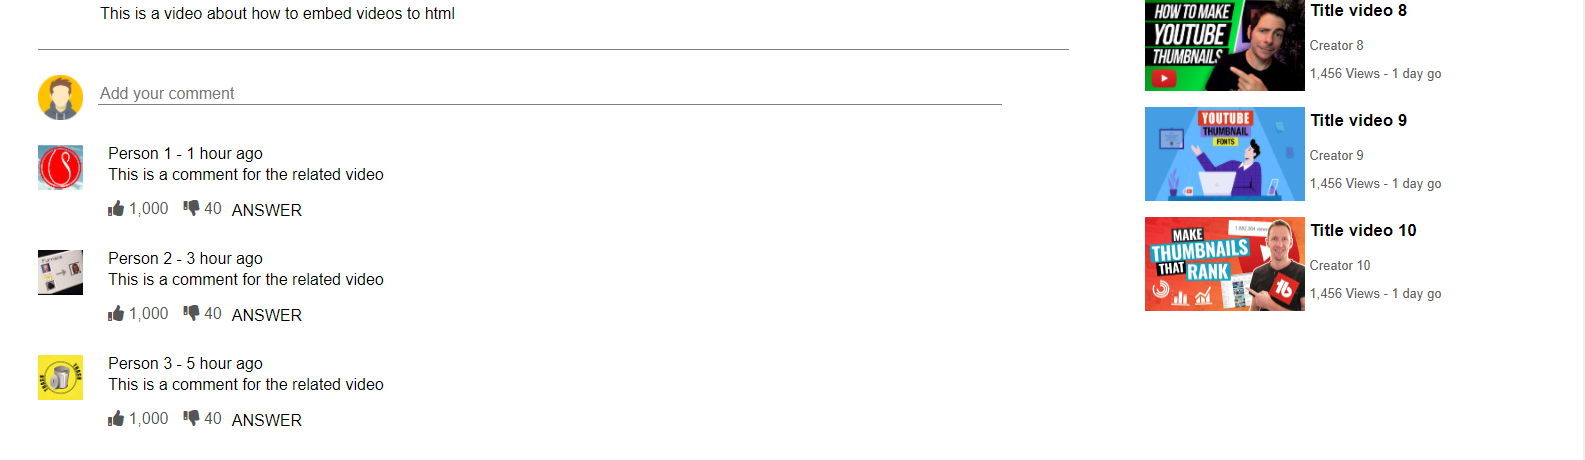 This is a video about how to embed videos to html
Add your comment
Person 1 - 1 hour ago
This is a comment for the related video
1,000 40 ANSWER
Person 2 - 3 hour ago
This is a comment for the related video
1,000 40 ANSWER
Person 3 - 5 hour ago
This is a comment for the related video
1,000 40 ANSWER
HOW TO MAKE
YOUTUBE
THUMBNAILS
Title video 8
Creator 8
1,456 Views - 1 day go
YOUTUBE
THUMBNAIL
FONTS
Title video 9
Creator 9
1,456 Views - 1 day go
MAKE
THUMBNAILS
THAT RANK
Title video 10
Creator 10
1,456 Views - 1 day go